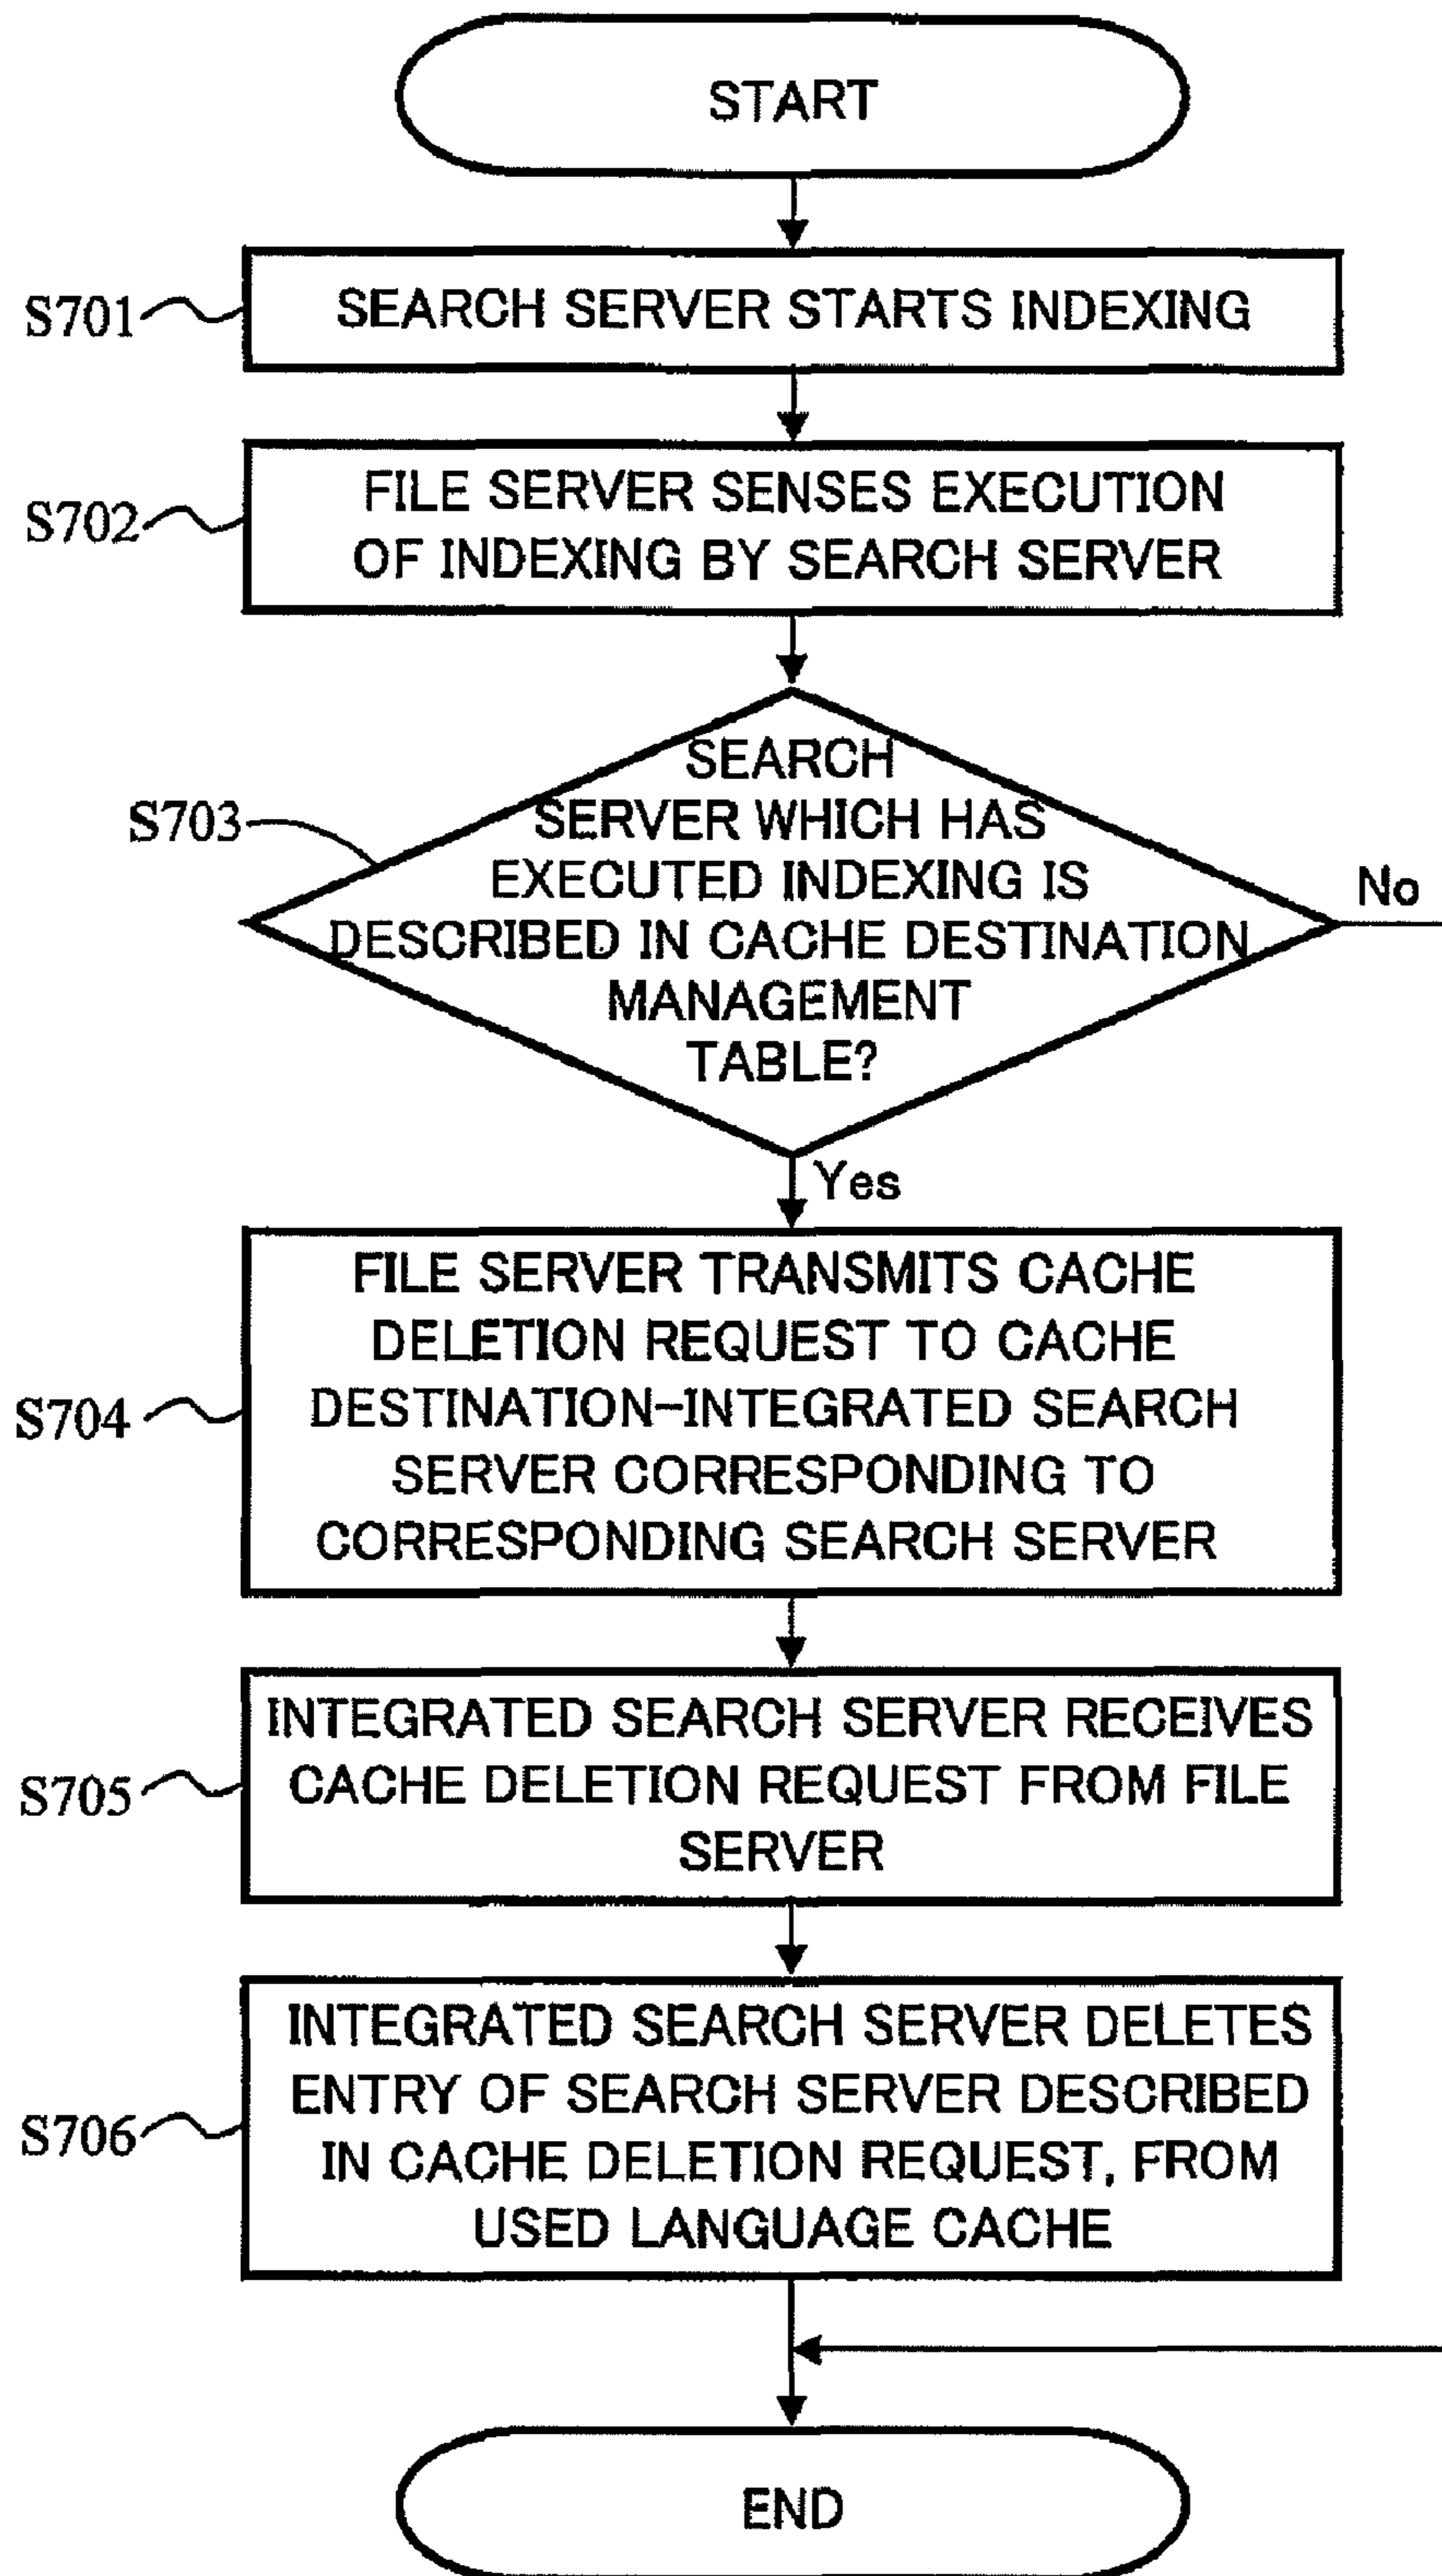 START
S701
SEARCH SERVER STARTS INDEXING
S702
FILE SERVER SENSES EXECUTION
OF INDEXING BY SEARCH SERVER
S703
SEARCH
SERVER WHICH HAS
EXECUTED INDEXING IS
DESCRIBED IN CACHE DESTINATION
MANAGEMENT
TABLE?
No
Yes
S704
FILE SERVER TRANSMITS CACHE
DELETION REQUEST TO CACHE
DESTINATION-INTEGRATED SEARCH
SERVER CORRESPONDING TO
CORRESPONDING SEARCH SERVER
S705
INTEGRATED SEARCH SERVER RECEIVES
CACHE DELETION REQUEST FROM FILE
SERVER
S706
INTEGRATED SEARCH SERVER DELETES
ENTRY OF SEARCH SERVER DESCRIBED
IN CACHE DELETION REQUEST, FROM
USED LANGUAGE CACHE
END